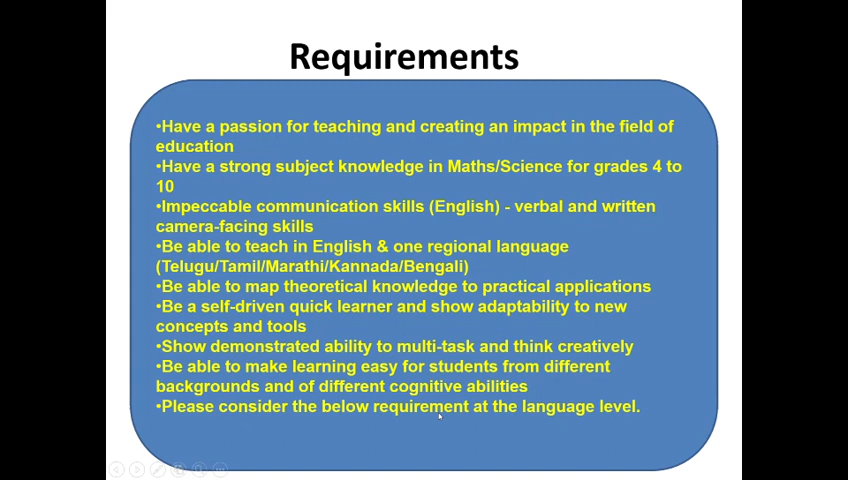 Requirements
•Have a passion for teaching and creating an impact in the field of
education
•Have a strong subject knowledge in Maths/Science for grades 4 to
10
•Impeccable communication skills (English) - verbal and written
camera-facing skills
•Be able to teach in English & one regional language
(Telugu/Tamil/Marathi/Kannada/Bengali)
•Be able to map theoretical knowledge to practical applications
•Be a self-driven quick learner and show adaptability to new
concepts and tools
•Show demonstrated ability to multi-task and think creatively
•Be able to make learning easy for students from different
backgrounds and of different cognitive abilities
•Please consider the below requirement at the language level.